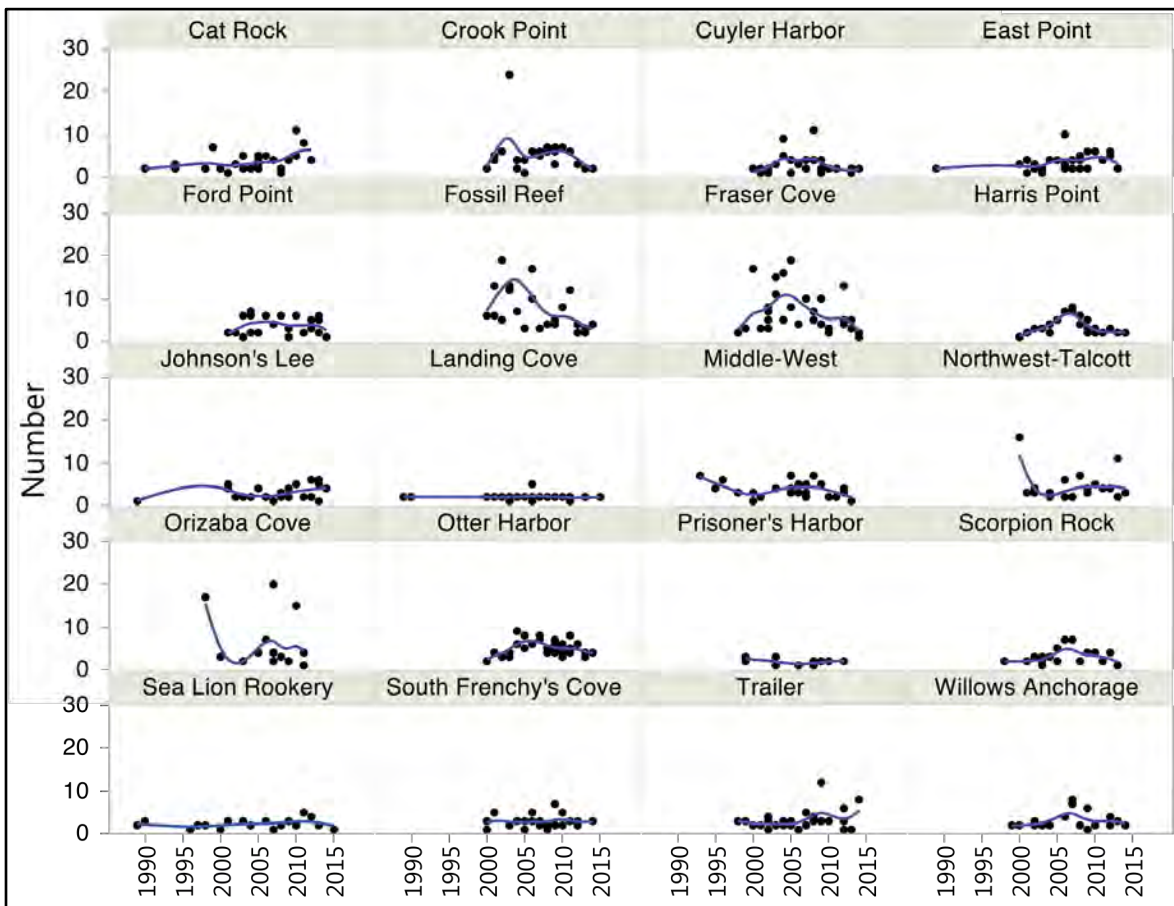 Cat Rock Crook Point Cuyler Harbor East Point
30
20
10
0
Ford Point Fossil Reef Fraser Cove Harris Point
30
20
10
0
Johnson's Lee Landing Cove Middle-West Northwest-Talcott
30
20
10
0
Number
Orizaba Cove Otter Harbor Prisoner's Harbor Scorpion Rock
30
20
10
0
Sea Lion Rookery South Frenchy's Cove Trailer Willows Anchorage
30
20
10
0
1990 1995 2000 2005 2010 2015 1990 1995 2000 2005 2010 2015 1990 1995 2000 2005 2010 2015 1990 1995 2000 2005 2010 2015